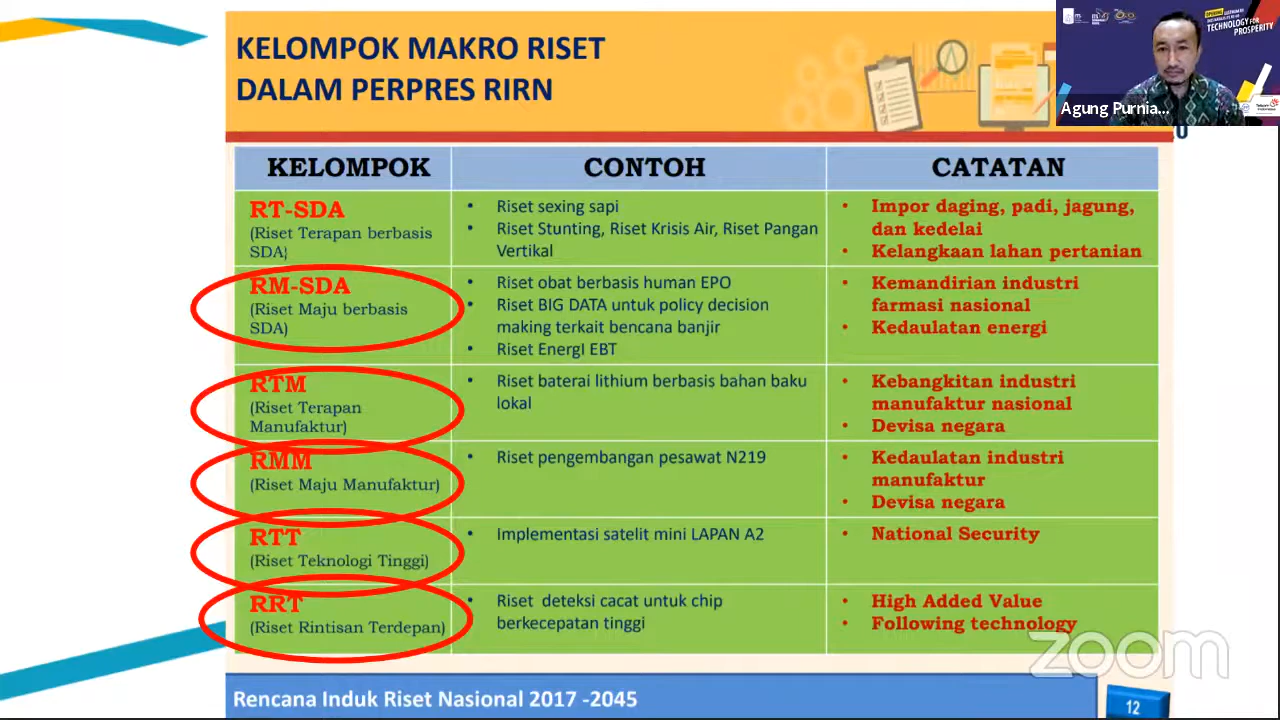 KELOMPOK MAKRO RISET
DALAM PERPRES RIRN
TECHNOLOGY FOR
PROSPERITY
Agung Purnia...
KELOMPOK
CONTOH
CATATAN
RT-SDA
(Riset Terapan berbasis
SDA)
• Riset sexing sapi
• Riset Stunting, Riset Krisis Air, Riset Pangan
Vertikal
• Impor daging, padi, jagung,
dan kedelai
• Kelangkaan lahan pertanian
RM-SDA
(Riset Maju berbasis
SDA)
• Riset obat berbasis human EPO
• Riset BIG DATA untuk policy decision
making terkait bencana banjir
• Riset EnergI EBT
• Kemandirian industri
farmasi nasional
• Kedaulatan energi
RTM
(Riset Terapan
Manufaktur)
• Riset baterai lithium berbasis bahan baku
lokal
• Kebangkitan industri
manufaktur nasional
• Devisa negara
RMM
(Riset Maju Manufaktur)
• Riset pengembangan pesawat N219
• Kedaulatan industri
manufaktur
• Devisa negara
RTT
(Riset Teknologi Tinggi)
• Implementasi satelit mini LAPAN A2
• National Security
RRT
(Riset Rintisan Terdepan)
• Riset deteksi cacat untuk chip
berkecepatan tinggi
• High Added Value
• Following technology
zoom
Rencana Induk Riset Nasional 2017 -2045
12